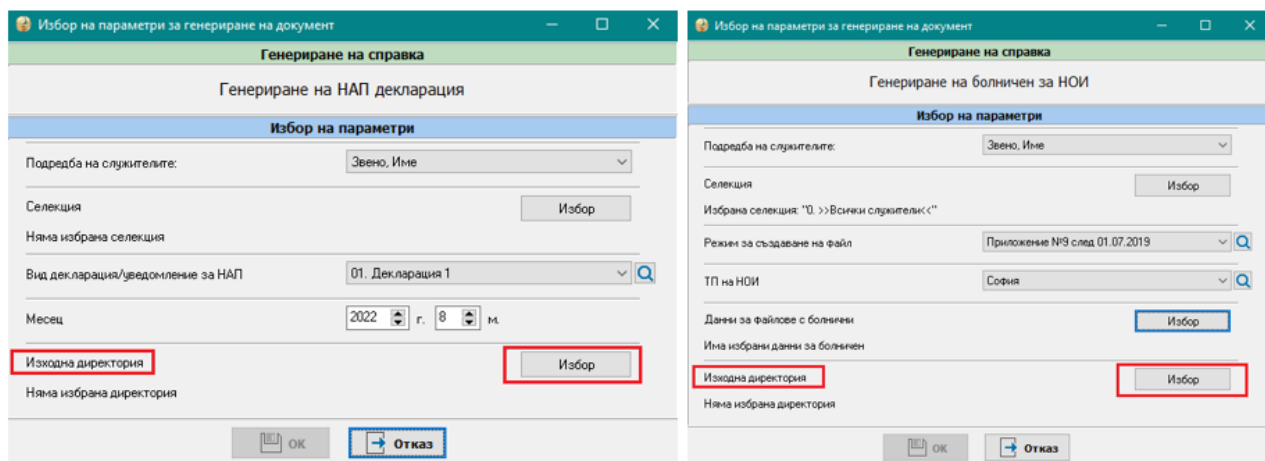 Избор на параметри за генериране на документ
Генериране на справка
Генериране на НАП декларация
Избор на параметри
Подредба на служителите:
Звено, Име
Селекция
Избор
Няма избрана селекция
Вид декларация/уведомление за НАП
01. Декларация 1
Месец
2022 г. 8 м.
Изходна директория
Избор
Няма избрана директория
ОК
Отказ
Избор на параметри за генериране на документ
Генериране на справка
Генериране на болничен за НОИ
Избор на параметри
Подредба на служителите:
Звено, Име
Селекция
Избор
Избрана селекция: "0. >>Всички служители<<"
Режим за създаване на файл
Приложение №9 след 01.07.2019
ТП на НОИ
София
Данни за файлове с болнични
Избор
Има избрани данни за болничен
Изходна директория
Избор
Няма избрана директория
ОК
Отказ